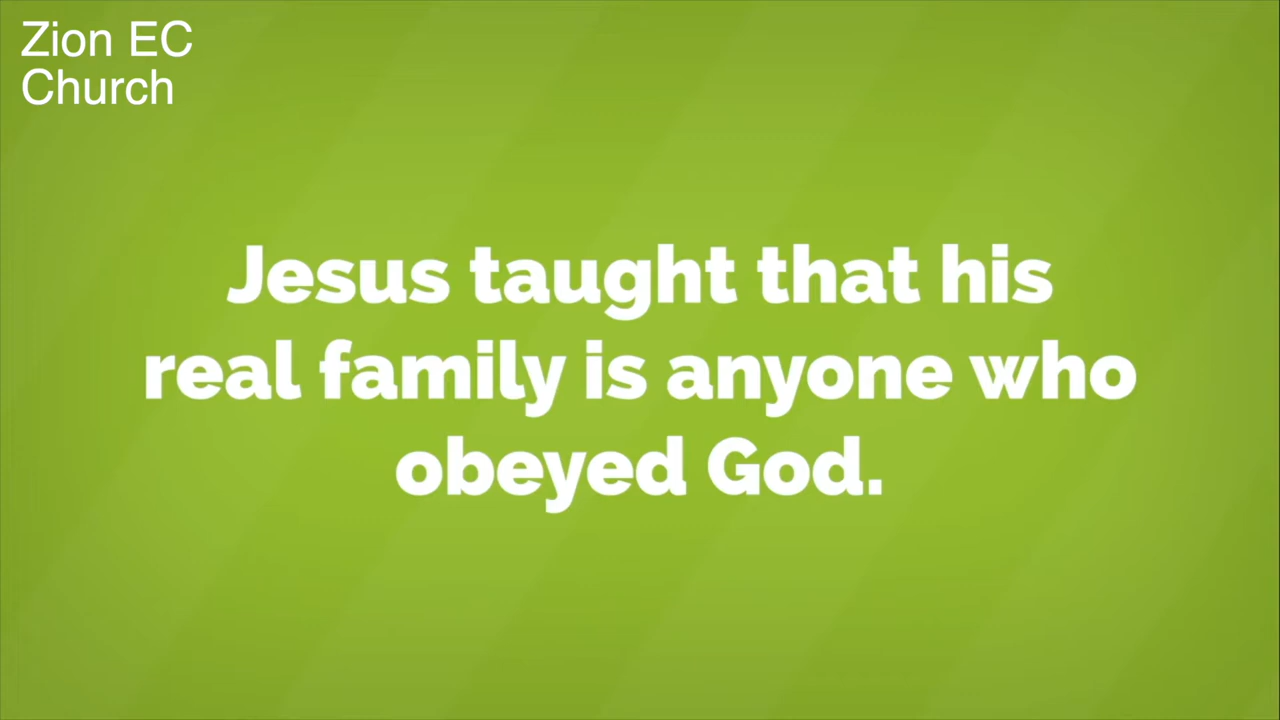 Zion EC
Church
Jesus taught that his
real family is anyone who
obeyed God.